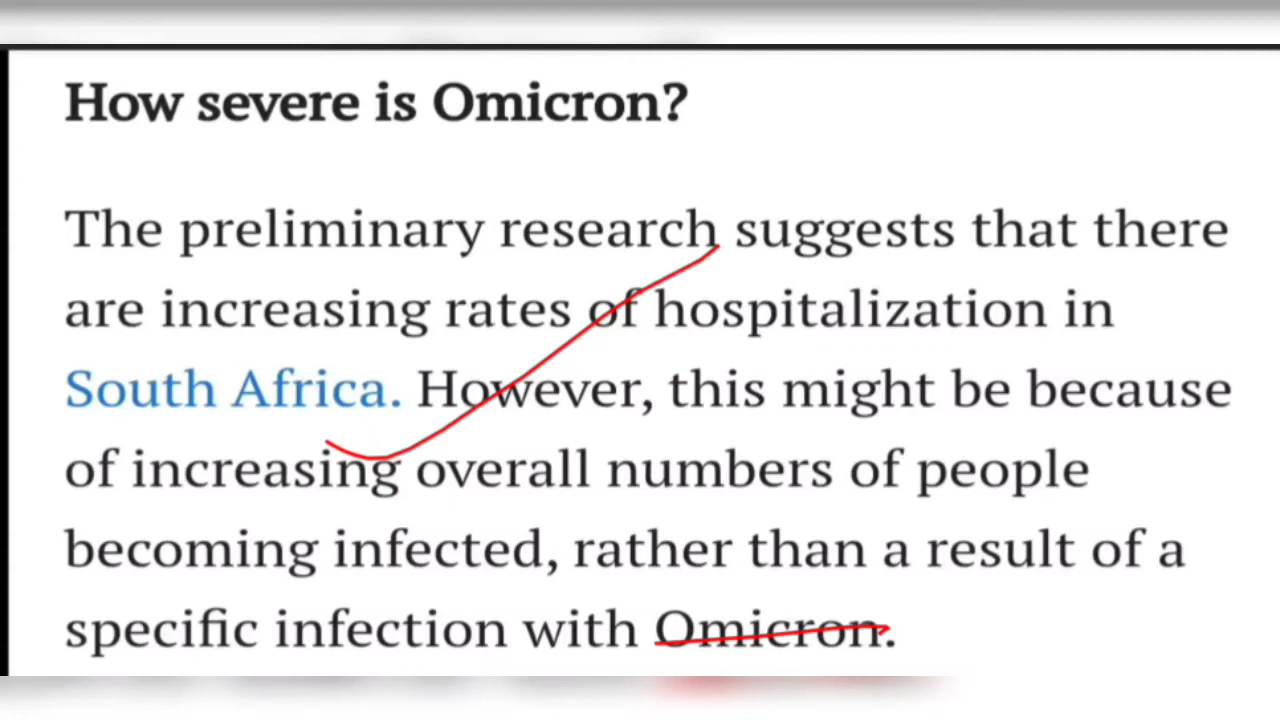 How severe is Omicron?
The preliminary research suggests that there
are increasing rates of hospitalization in
South Africa. However, this might be because
of increasing overall numbers of people
becoming infected, rather than a result of a
specific infection with Omicron.